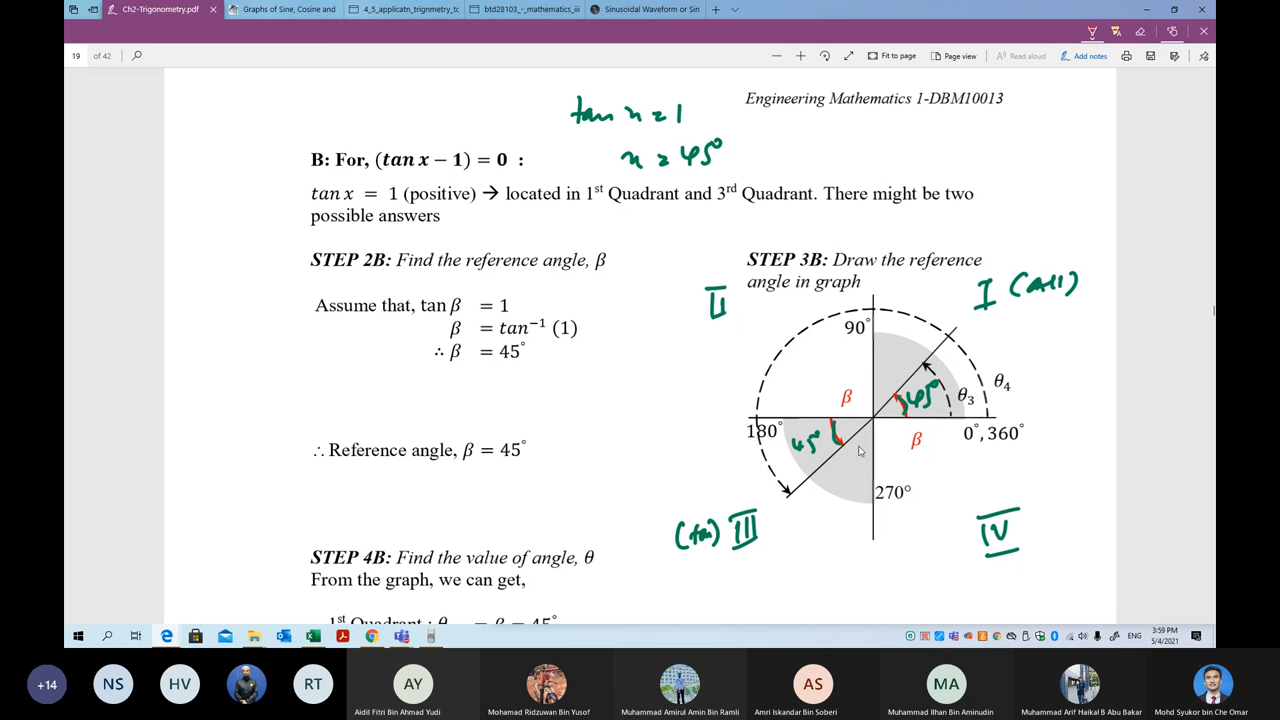 Ch2-Trigonometry.pdf
Graphs of Sine, Cosine and
4_5_applicatn_trignmetry_to
btd28103_-_mathematics_iii
Sinusoidal Waveform or Sin
19 of 42
Fit to page
Page view
Read aloud
Add notes
Engineering Mathematics 1-DBM10013
tan x = 1
x = 45°
B: For, (tan x − 1) = 0 :
tan x = 1 (positive) → located in 1st Quadrant and 3rd Quadrant. There might be two
possible answers
STEP 2B: Find the reference angle, β
Assume that, tan β = 1
β = tan−1 (1)
∴ β = 45°
∴ Reference angle, β = 45°
STEP 3B: Draw the reference
angle in graph
I (All)
II
90°
θ4
β
45°
θ3
180°
45°
β
0°, 360°
270°
(tan) III
IV
STEP 4B: Find the value of angle, θ
From the graph, we can get,
1st Quadrant : θ = β = 45°
ENG
3:59 PM
5/4/2021
+14
NS
HV
RT
AY
AS
MA
Aidil Fitri Bin Ahmad Yudi
Mohamad Ridzuwan Bin Yusof
Muhammad Amirul Amin Bin Ramli
Amri Iskandar Bin Soberi
Muhammad Ilhan Bin Aminudin
Muhammad Arif Haikal B Abu Bakar
Mohd Syukor Bin Che Omar